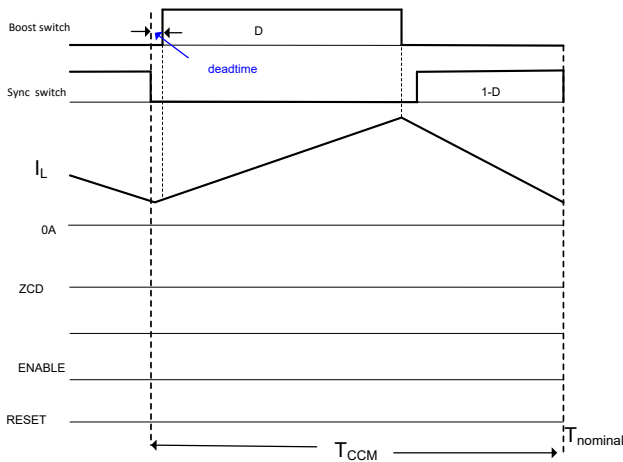 Boost switch
D
deadtime
Sync switch
1-D
IL
0A
ZCD
ENABLE
RESET
TCCM
Tnominal